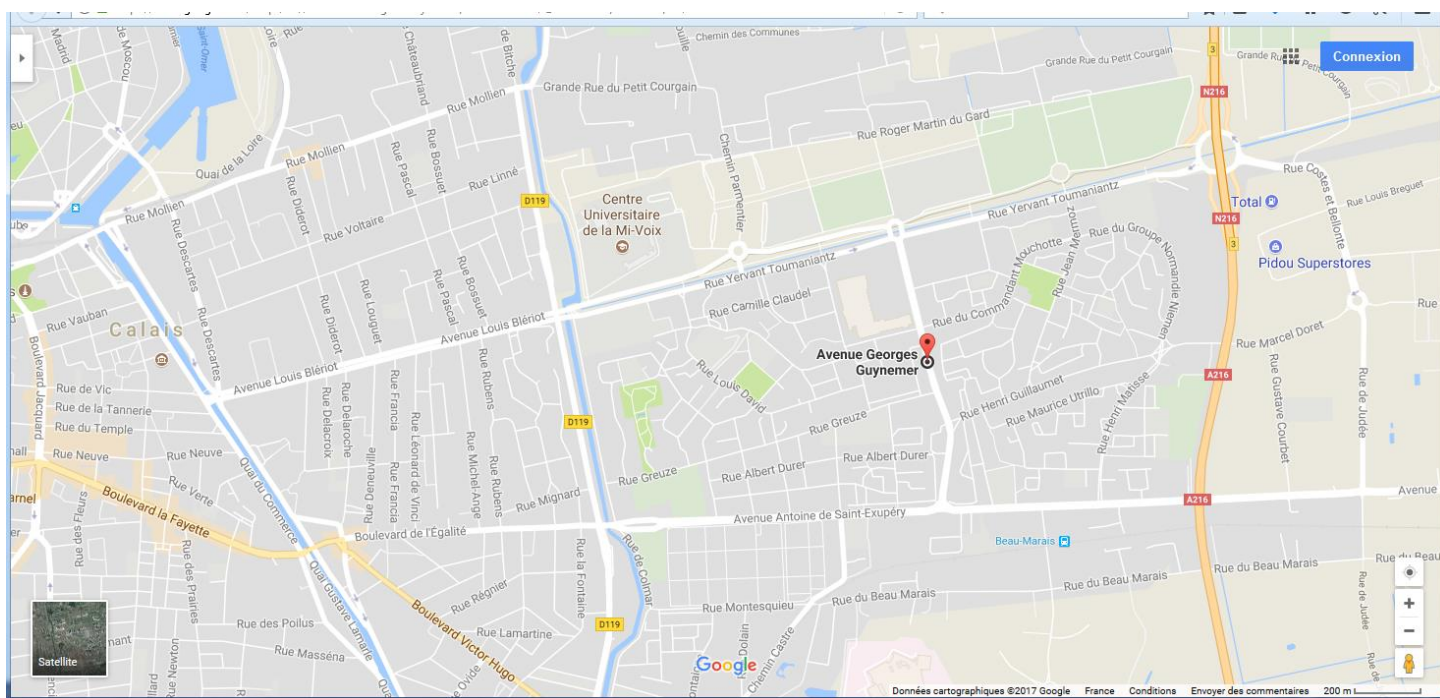 Chemin des Communes
Grande Rue du Petit Courgain
3
Connexion
Madrid
de Moscou
Saint-Omer
Rue Mollien
de Bitche
Grande Rue du Petit Courgain
N216
Quai de la Loire
Rue Mollien
Rue Roger Martin du Gard
Chemin Parmentier
Rue Pascal
Rue Bossuet
Rue Linné
D119
Centre
Universitaire
de la Mi-Voix
Rue Costes et Bellonte
Rue Louis Breguet
Total
N216
3
Pidou Superstores
Rue Mollien
Rue Diderot
Rue Voltaire
Rue Descartes
Rue Yervant Toumaniantz
Rue Yervant Toumaniantz
Rue Jean Mermoz
Rue du Groupe Normandie Niemen
Rue du Commandant Mouchotte
Rue Camille Claudel
Rue Vauban
Calais
Rue Descartes
Rue Diderot
Rue Louguet
Rue Pascal
Rue Bossuet
Avenue Louis Blériot
Avenue Louis Blériot
Rue
Rue Marcel Doret
Avenue Georges
Guynemer
Boulevard Jacquard
Rue de Vic
Rue de la Tannerie
Rue du Temple
Rue Neuve
Rue Neuve
Rue Verte
Rue Delacroix
Rue Delaroche
Rue Francia
Rue Francia
Rue Léonard de Vinci
Rue Rubens
Rue Rubens
Rue Michel-Ange
Rue Mignard
D119
Rue Louis David
Rue Greuze
Rue Greuze
Rue Albert Durer
Rue Albert Durer
Rue Henri Guillaumet
Rue Maurice Utrillo
Rue Henri Matisse
A216
Rue Gustave Courbet
Rue de Judée
A216
Avenue
Quai du Commerce
Boulevard la Fayette
Boulevard de l'Égalité
Avenue Antoine de Saint-Exupéry
Beau-Marais
Rue des Fleurs
Rue des Prairies
Quai Gustave Lamarle
Rue Régnier
Rue la Fontaine
Rue de Colmar
Rue du Beau Marais
Rue du Beau Marais
Rue du Beau Marais
Rue de Judée
Rue Montesquieu
Rue des Poilus
Rue Masséna
Rue Newton
Boulevard Victor Hugo
Rue Lamartine
D119
Chemin Castre
Satellite
Google
Données cartographiques ©2017 Google France Conditions Envoyer des commentaires 200 m